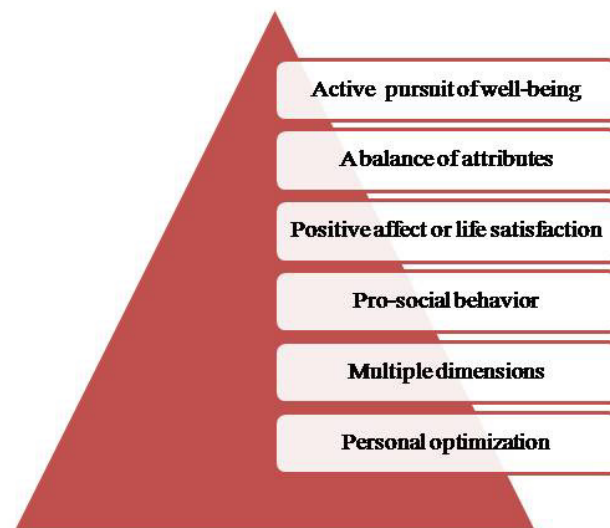 Active pursuit of well-being
A balance of attributes
Positive affect or life satisfaction
Pro-social behavior
Multiple dimensions
Personal optimization